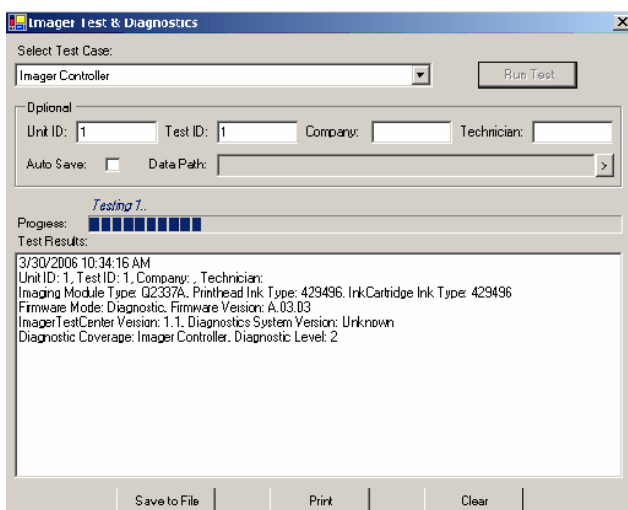 Imager Test & Diagnostics
Select Test Case:
Imager Controller
Run Test
Optional
Unit ID: 1 Test ID: 1 Company: Technician:
Auto Save: Data Path: >
Testing 1..
Progress:
Test Results:
3/30/2006 10:34:16 AM
Unit ID: 1, Test ID: 1, Company: , Technician:
Imaging Module Type: Q2337A, Printhead Ink Type: 429496, InkCartridge Ink Type: 429496
Firmware Mode: Diagnostic, Firmware Version: A.03.03
ImagerTestCenter Version: 1.1, Diagnostics System Version: Unknown
Diagnostic Coverage: Imager Controller, Diagnostic Level: 2
Save to File Print Clear